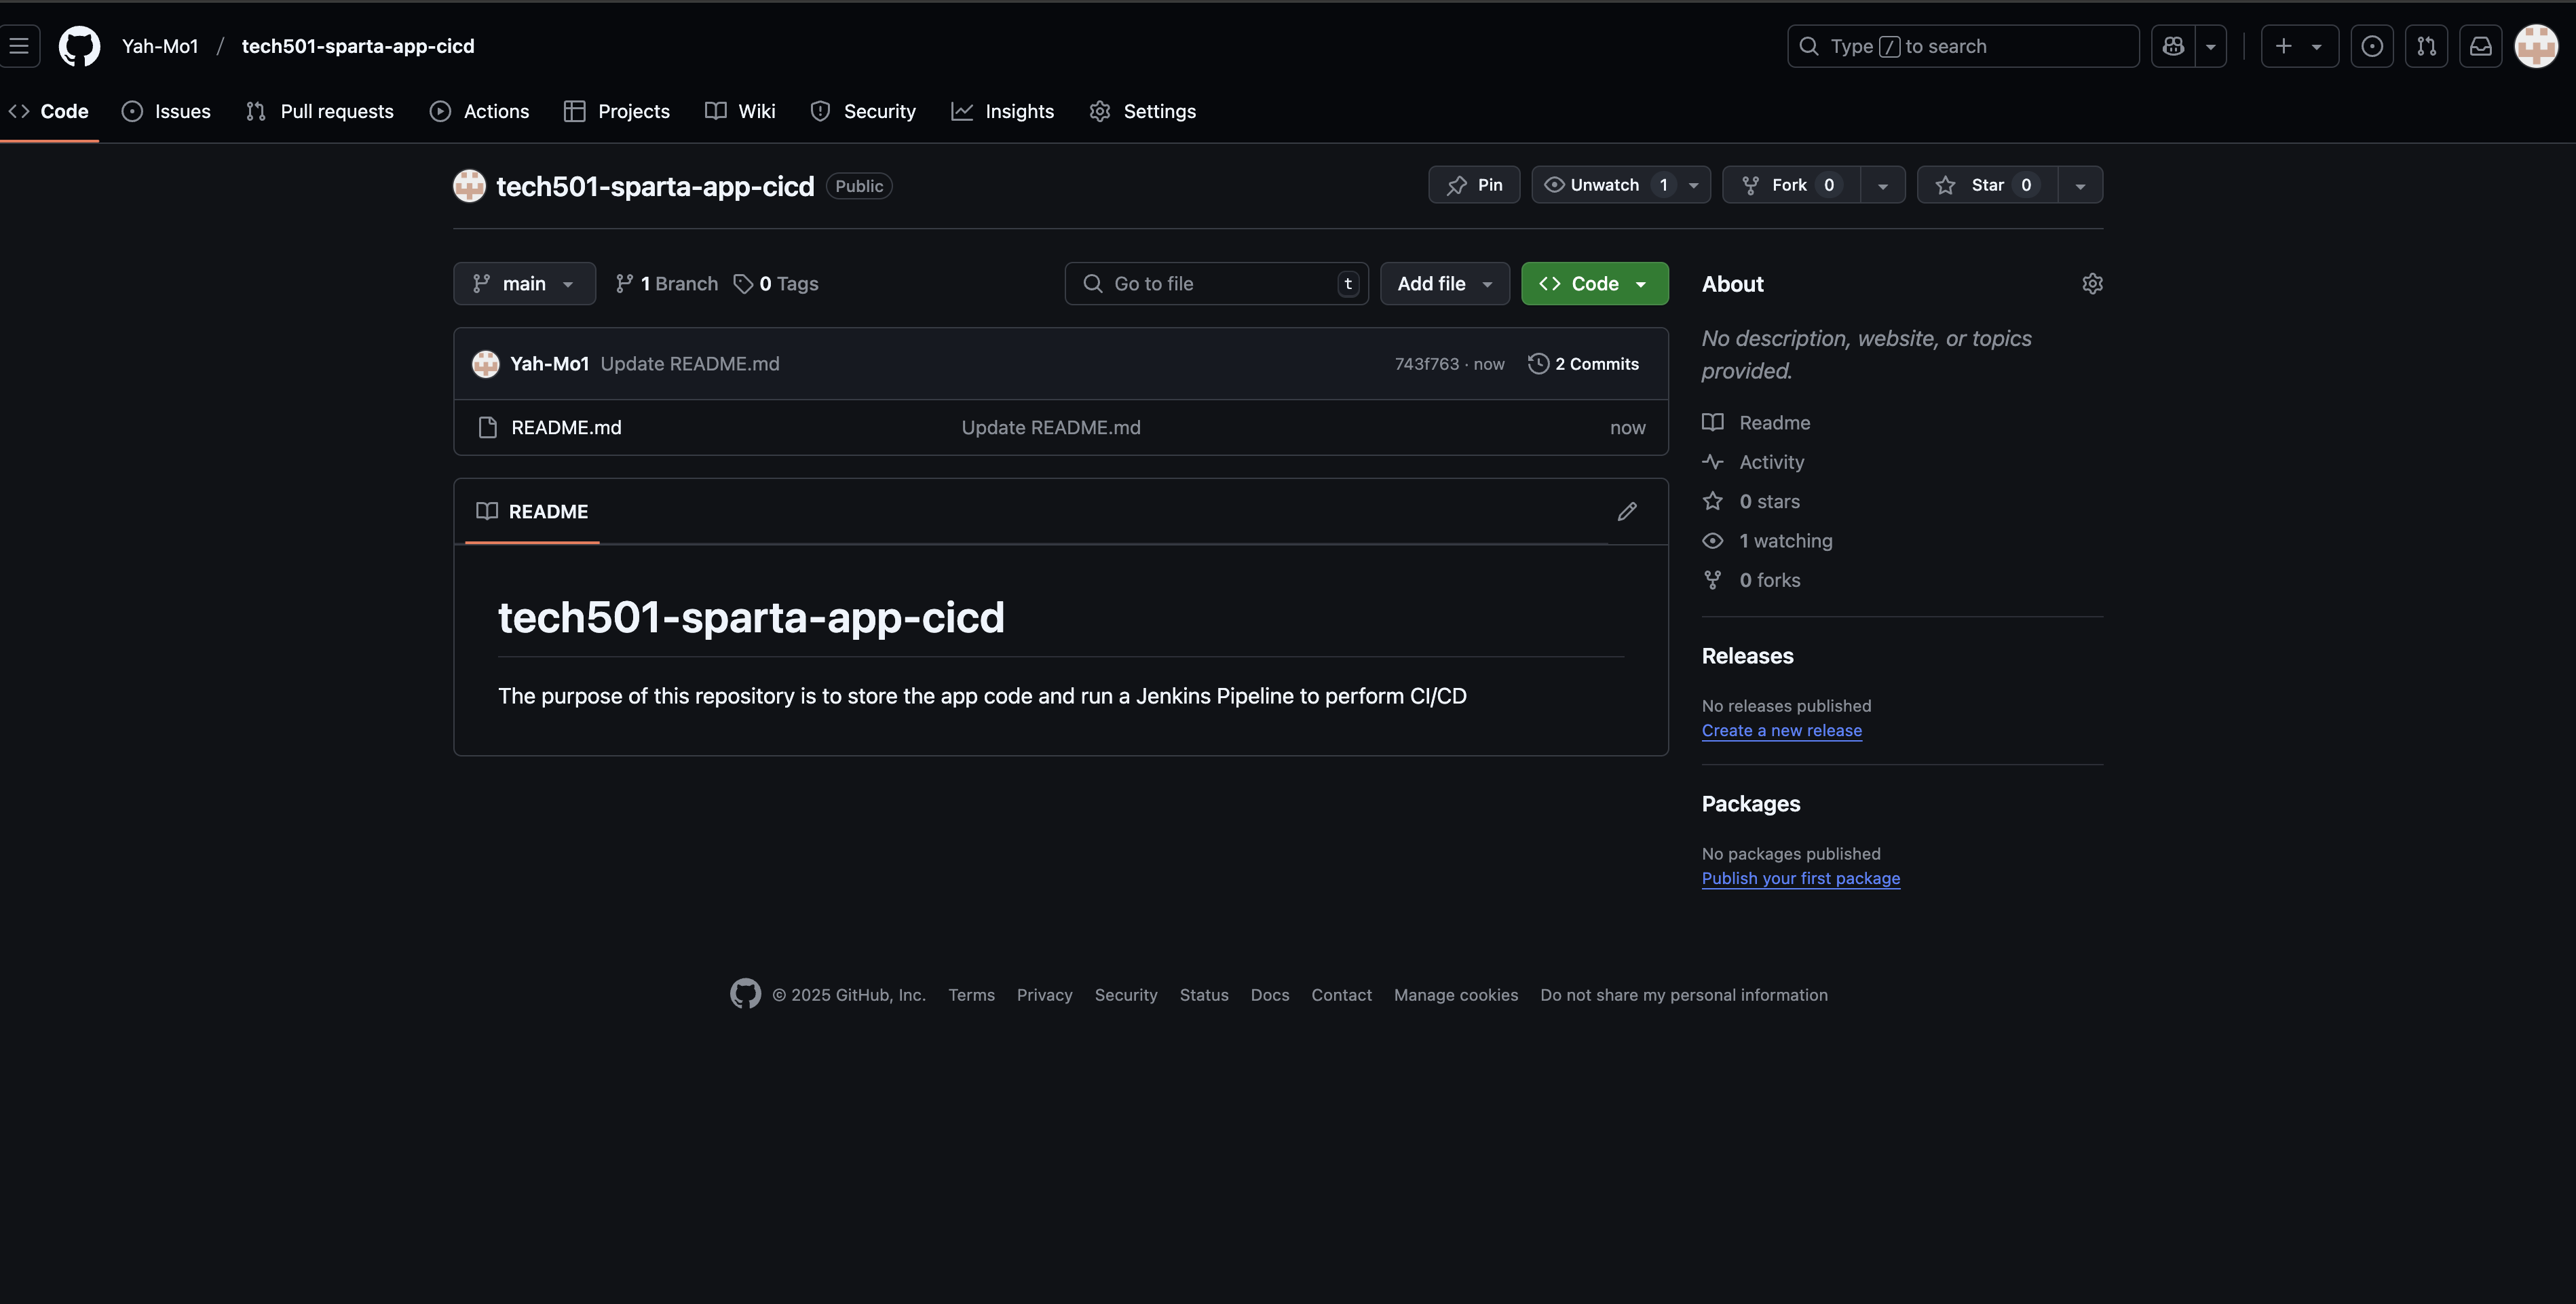 Yah-Mo1 / tech501-sparta-app-cicd
Type / to search
Code Issues Pull requests Actions Projects Wiki Security Insights Settings
tech501-sparta-app-cicd Public
Pin Unwatch 1 Fork 0 Star 0
main 1 Branch 0 Tags Go to file t Add file Code
Yah-Mo1 Update README.md 743f763 · now 2 Commits
README.md Update README.md now
README
tech501-sparta-app-cicd
The purpose of this repository is to store the app code and run a Jenkins Pipeline to perform CI/CD
About
No description, website, or topics
provided.
Readme
Activity
0 stars
1 watching
0 forks
Releases
No releases published
Create a new release
Packages
No packages published
Publish your first package
© 2025 GitHub, Inc. Terms Privacy Security Status Docs Contact Manage cookies Do not share my personal information